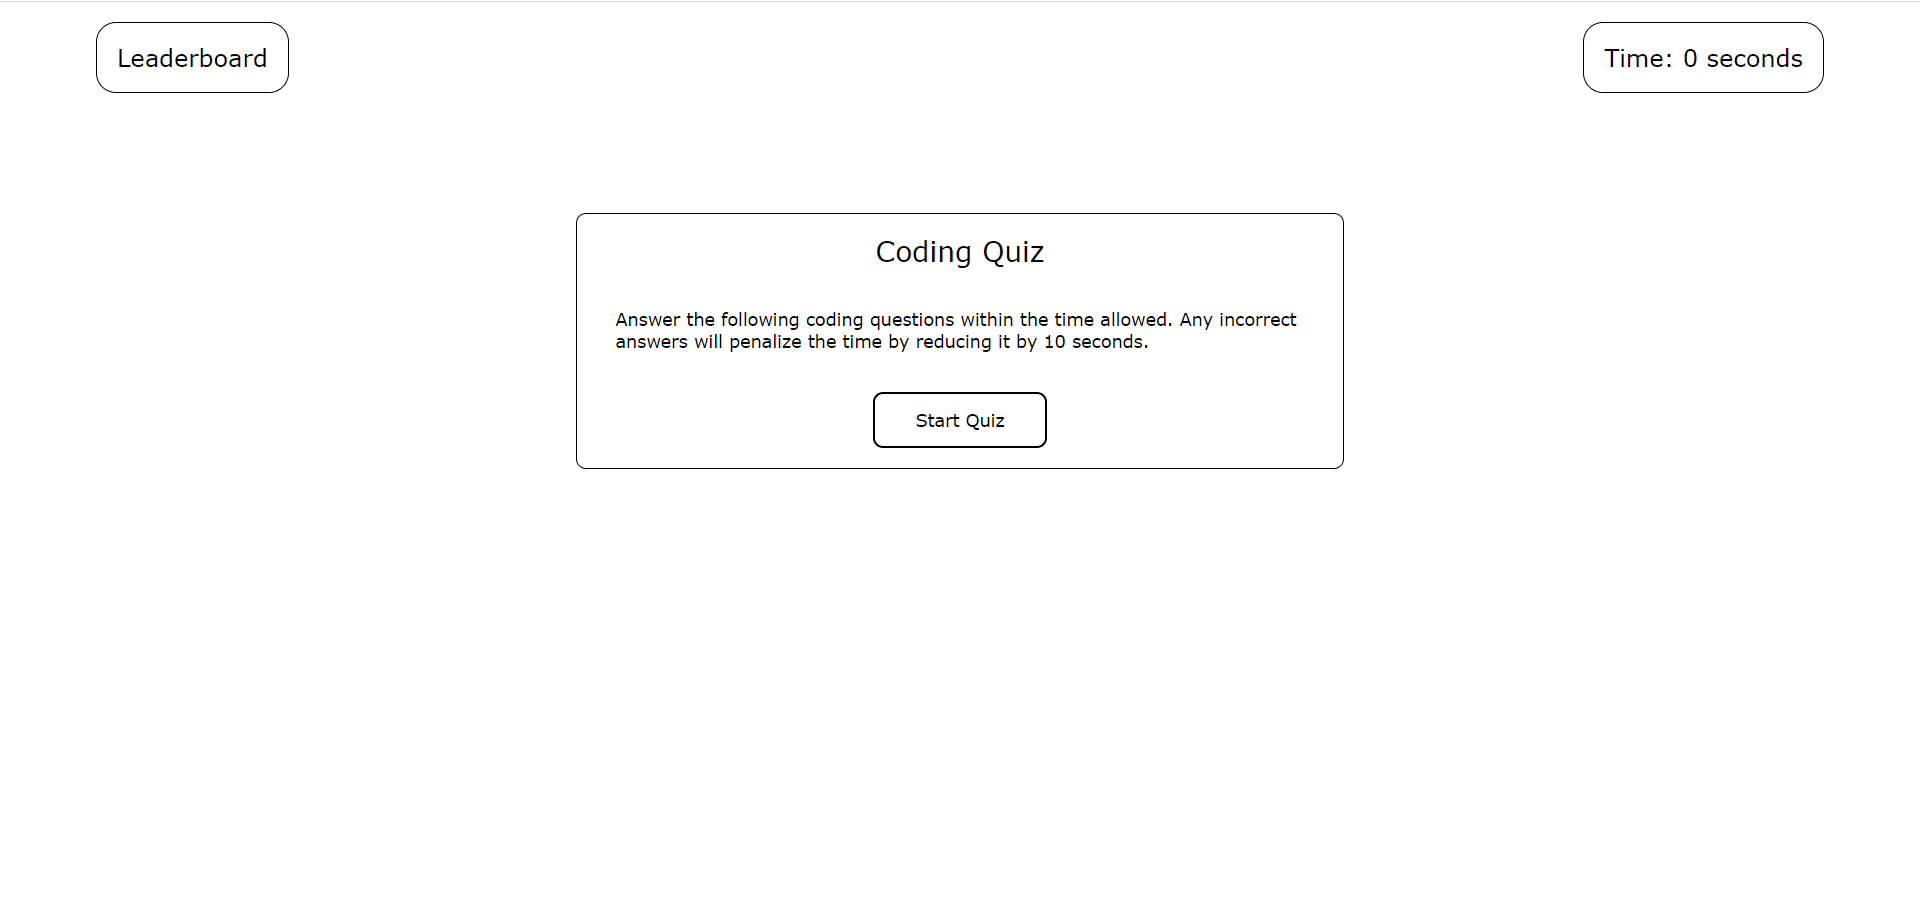 Leaderboard
Time: 0 seconds
Coding Quiz
Answer the following coding questions within the time allowed. Any incorrect
answers will penalize the time by reducing it by 10 seconds.
Start Quiz